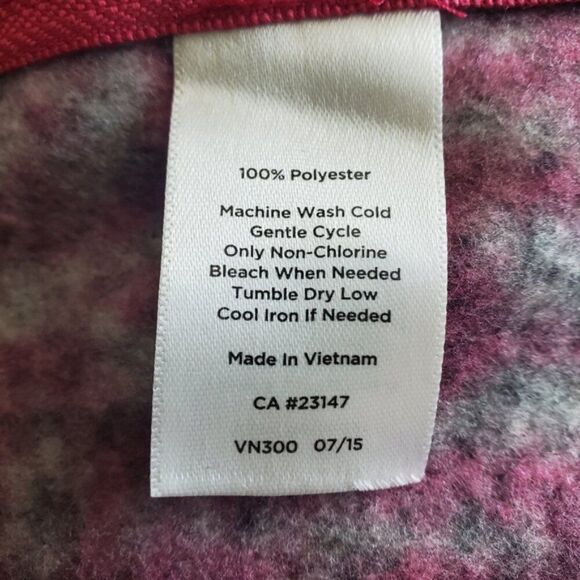 100% Polyester
Machine Wash Cold
Gentle Cycle
Only Non-Chlorine
Bleach When Needed
Tumble Dry Low
Cool Iron If Needed
Made In Vietnam
CA #23147
VN300 07/15